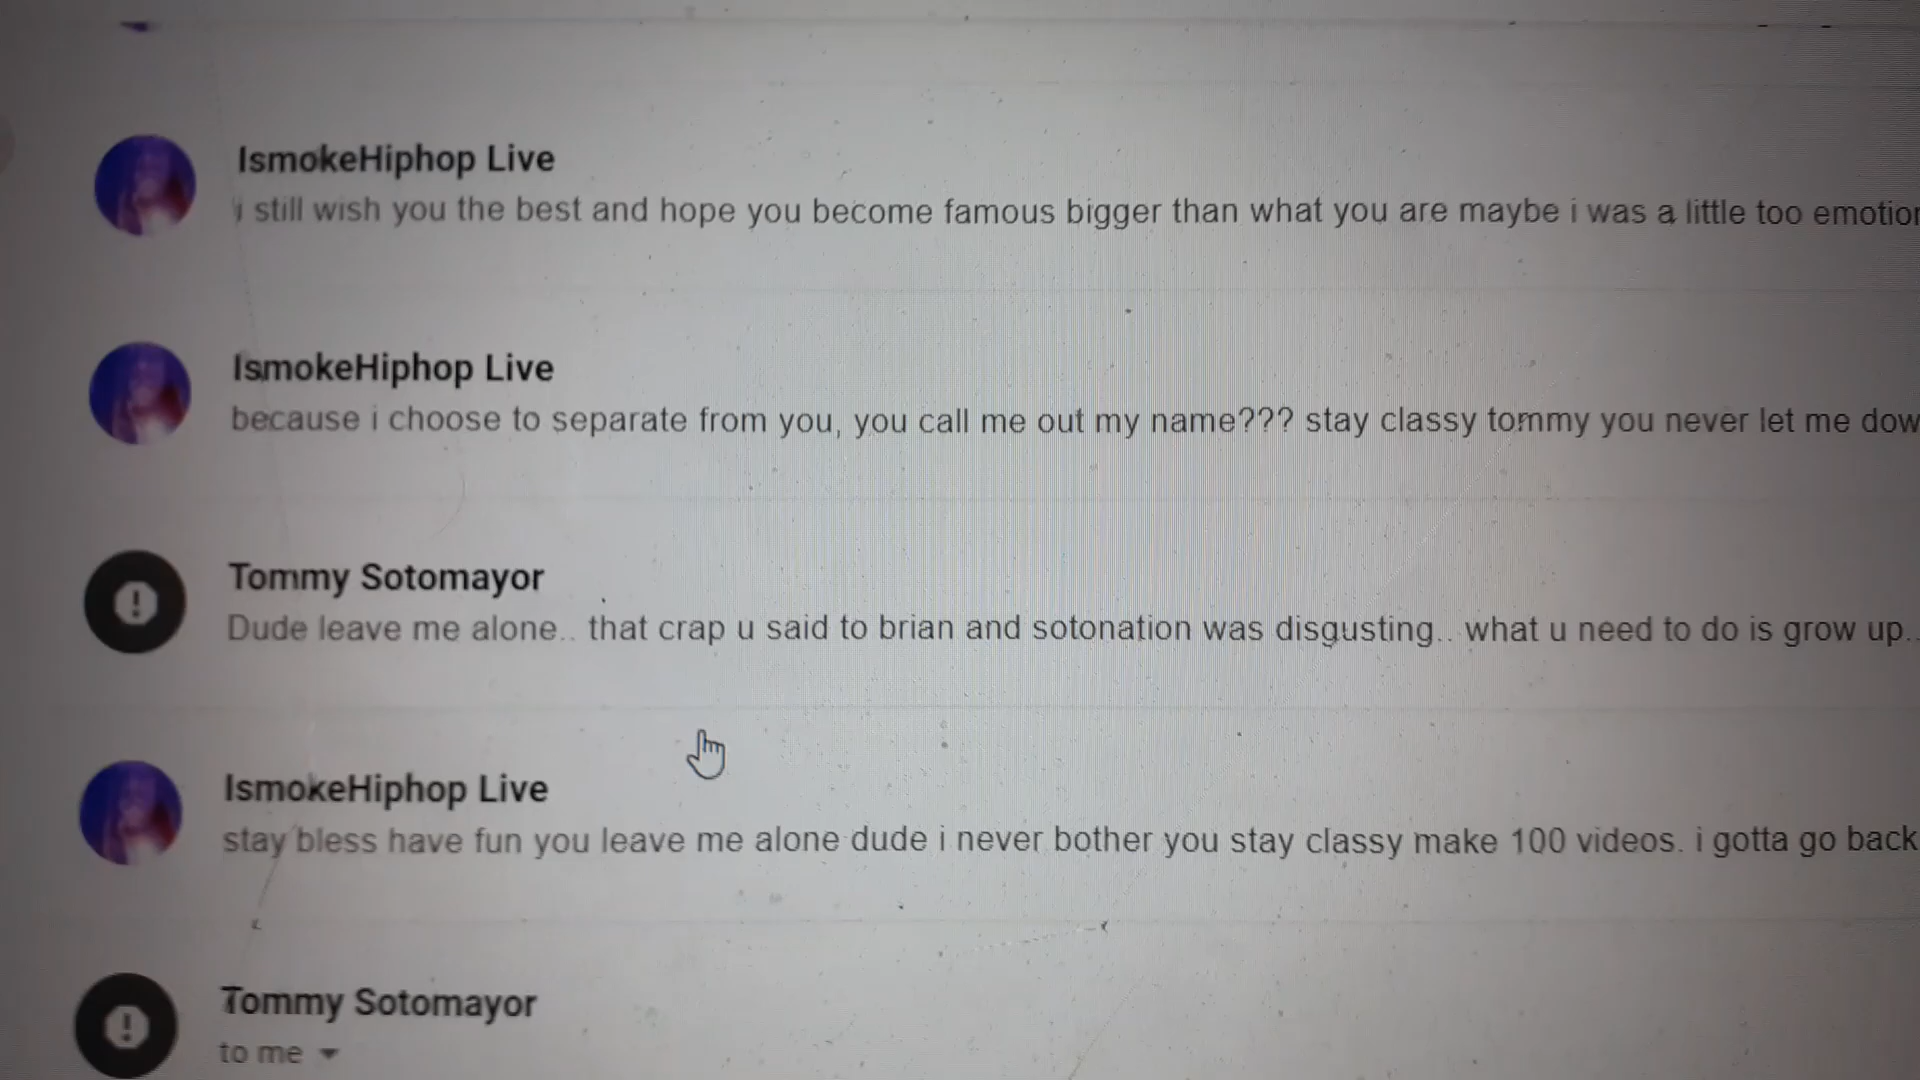 IsmokeHiphop Live
i still wish you the best and hope you become famous bigger than what you are maybe i was a little too
IsmokeHiphop Live
because i choose to separate from you, you call me out my name??? stay classy tommy you never let me
Tommy Sotomayor
Dude leave me alone.. that crap u said to brian and sotonation was disgusting.. what u need to do is grow up..
IsmokeHiphop Live
stay bless have fun you leave me alone dude i never bother you stay classy make 100 videos. i gotta go back
Tommy Sotomayor
to me